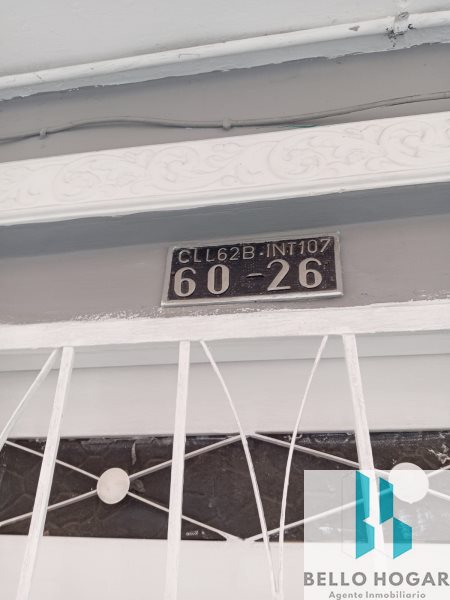 CLL62B-INT107
60-26
BELLO HOGAR
Agente Inmobiliario